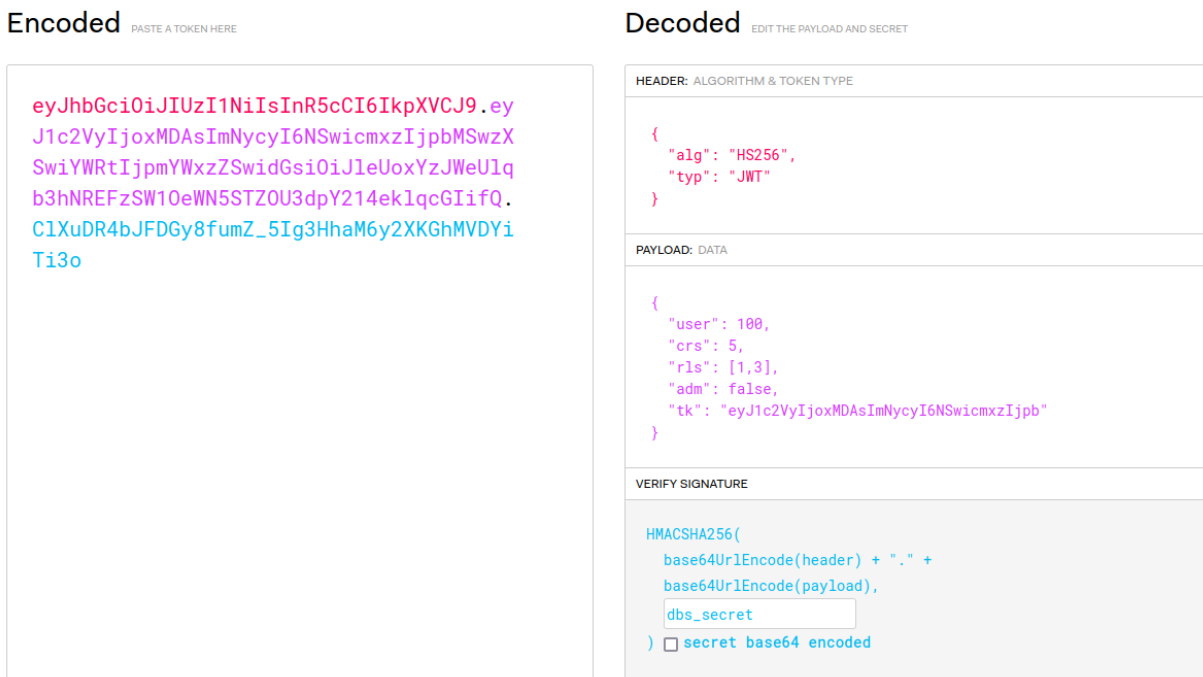 Encoded PASTE A TOKEN HERE
eyJhbGciOiJIUzI1NiIsInR5cCI6IkpXVCJ9.ey
J1c2VyIjoxMDAsImNycyI6NSwicmxzIjpbMSwzX
SwiYWRtIjpmYWxzZSwidGsiOiJleUoxYzJWeUlq
b3hNREFzSW1OeWN5STZOU3dpY214eklqcGIifQ.
ClXuDR4bJFDGy8fumZ_5Ig3HhaM6y2XKGhMVDYi
Ti3o
Decoded EDIT THE PAYLOAD AND SECRET
HEADER: ALGORITHM & TOKEN TYPE
{
"alg": "HS256",
"typ": "JWT"
}
PAYLOAD: DATA
{
"user": 100,
"crs": 5,
"rls": [1,3],
"adm": false,
"tk": "eyJ1c2VyIjoxMDAsImNycyI6NSwicmxzIjpb"
}
VERIFY SIGNATURE
HMACSHA256(
base64UrlEncode(header) + "." +
base64UrlEncode(payload),
dbs_secret
) secret base64 encoded